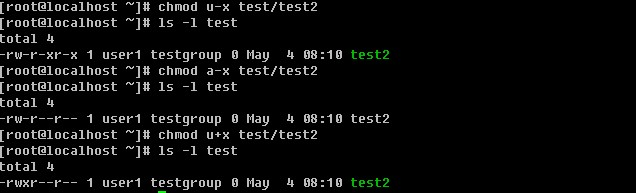 [root@localhost ~]# chmod u-x test/test2
[root@localhost ~]# ls -l test
total 4
-rw-r-xr-x 1 user1 testgroup 0 May  4 08:10 test2
[root@localhost ~]# chmod a-x test/test2
[root@localhost ~]# ls -l test
total 4
-rw-r--r-- 1 user1 testgroup 0 May  4 08:10 test2
[root@localhost ~]# chmod u+x test/test2
[root@localhost ~]# ls -l test
total 4
-rwxr--r-- 1 user1 testgroup 0 May  4 08:10 test2